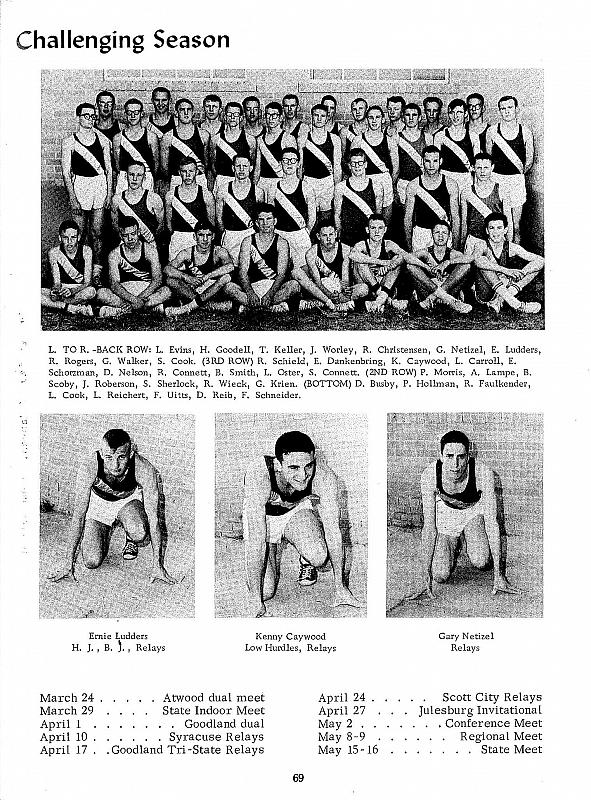 Challenging Season
L. TO R. -BACK ROW: L. Evins, H. Goodell, T. Keller, J. Worley, R. Christensen, G. Netizel, E. Ludders,
R. Rogers, G. Walker, S. Cook. (3RD ROW) R. Schield, E. Dankenbring, K. Caywood, L. Carroll, E.
Schotzman, D. Nelson, R. Connett, B. Smith, L. Oster, S. Connett. (2ND ROW) P. Morris, A. Lampe, B.
Scoby, J. Roberson, S. Sherlock, R. Wieck, G. Krien. (BOTTOM) D. Busby, P. Hollman, R. Faulkender,
L. Cook, L. Reichert, F. Uitts, D. Reib, F. Schneider.
Ernie Ludders
H. J., B. J., Relays
Kenny Caywood
Low Hurdles, Relays
Gary Netizel
Relays
March 24 . . . . . Atwood dual meet
March 29 . . . . State Indoor Meet
April 1 . . . . . . . Goodland dual
April 10 . . . . . Syracuse Relays
April 17 . .Goodland Tri-State Relays
April 24 . . . . . Scott City Relays
April 27 . . . Julesburg Invitational
May 2 . . . . . . . Conference Meet
May 8-9 . . . . . . Regional Meet
May 15-16 . . . . . . . State Meet
69